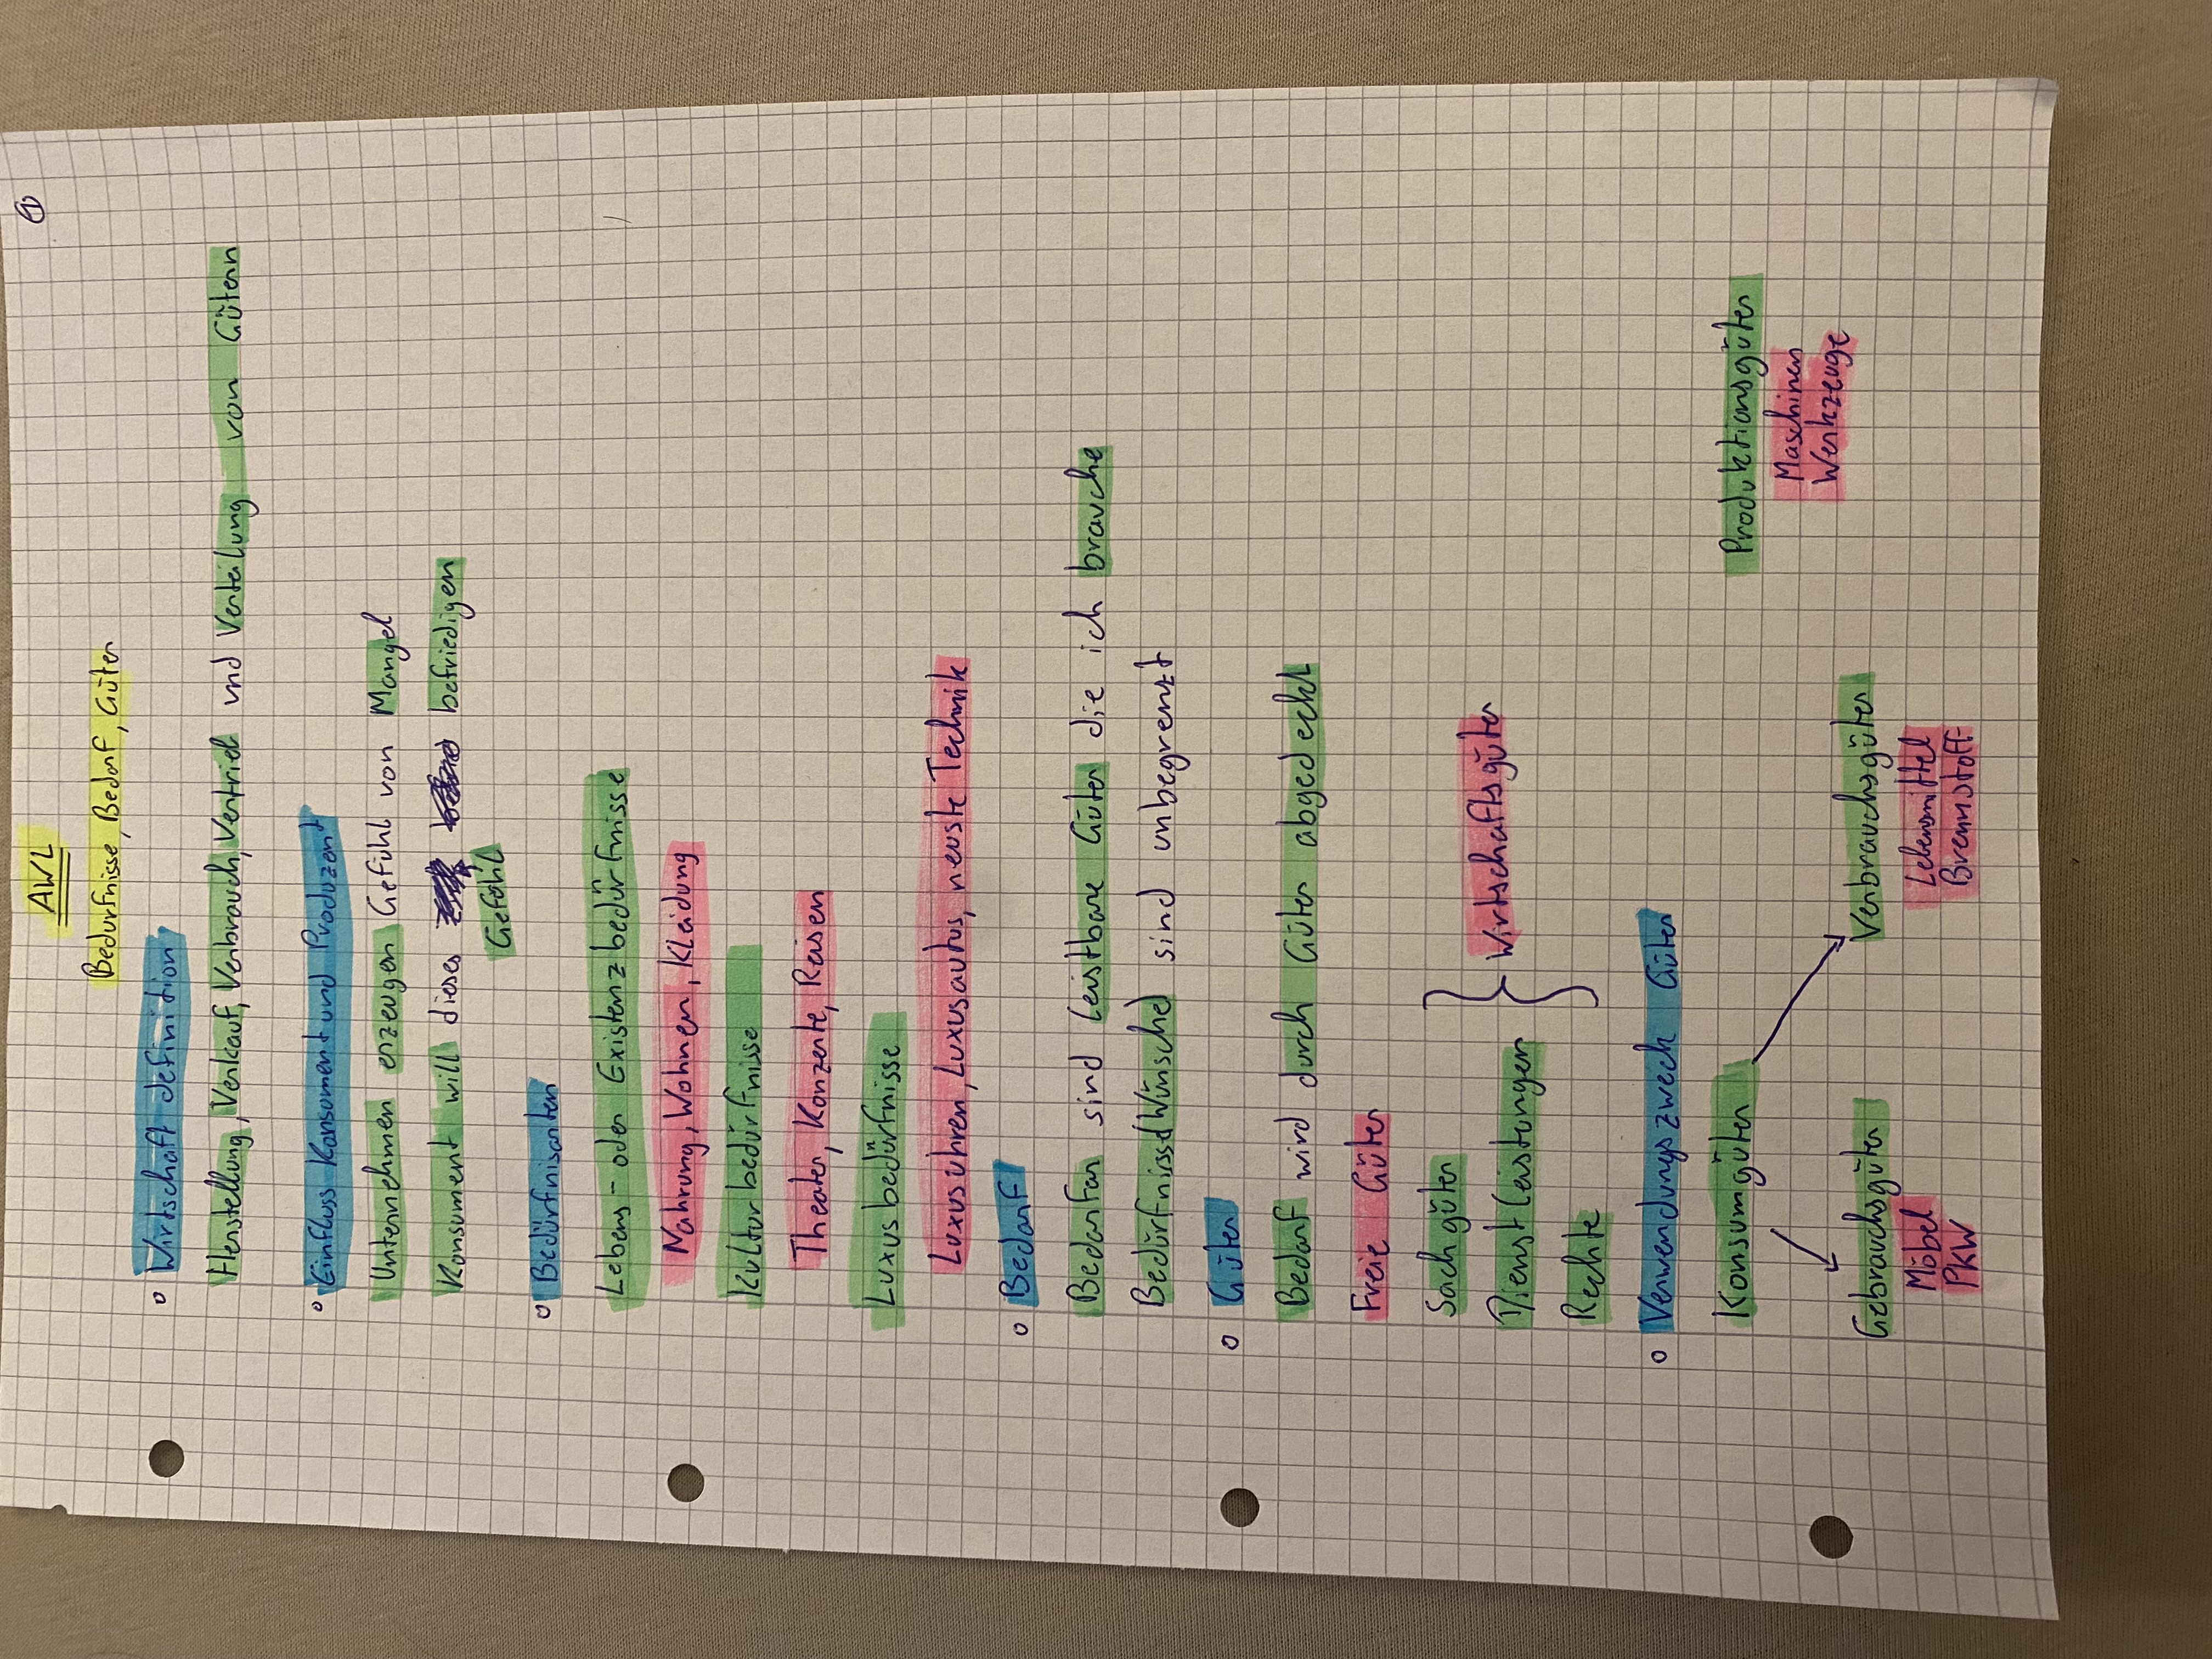 ①
AWL
Bedürfnisse, Bedarf, Güter
Wirtschaft definition
Herstellung, Verkauf, Verbrauch, Vertrieb und Verteilung von Gütern
Einfluss Konsument und Produzent
Unternehmen erzeugen Gefühl von Mangel
Konsument will dieses befriedigen
Gefühl
Bedürfnisarten
Lebens- oder Existenzbedürfnisse
Nahrung, Wohnen, Kleidung
Kulturbedürfnisse
Theater, Konzerte, Reisen
Luxusbedürfnisse
Luxusuhren, Luxusautos, neuste Technik
Bedarf
Bedarfar sind leistbare Güter die ich brauche
Bedürfnisse(Wünsche) sind unbegrenzt
Güter
Bedarf wird durch Güter abgedeckt
Freie Güter
Sachgüter
Dienstleistungen
Rechte
Wirtschaftsgüter
Verwendungszweck Güter
Konsumgüter
Produktionsgüter
Maschinen
Werkzeuge
Gebrauchsgüter
Möbel
PKW
Verbrauchsgüter
Lebensmittel
Brennstoff